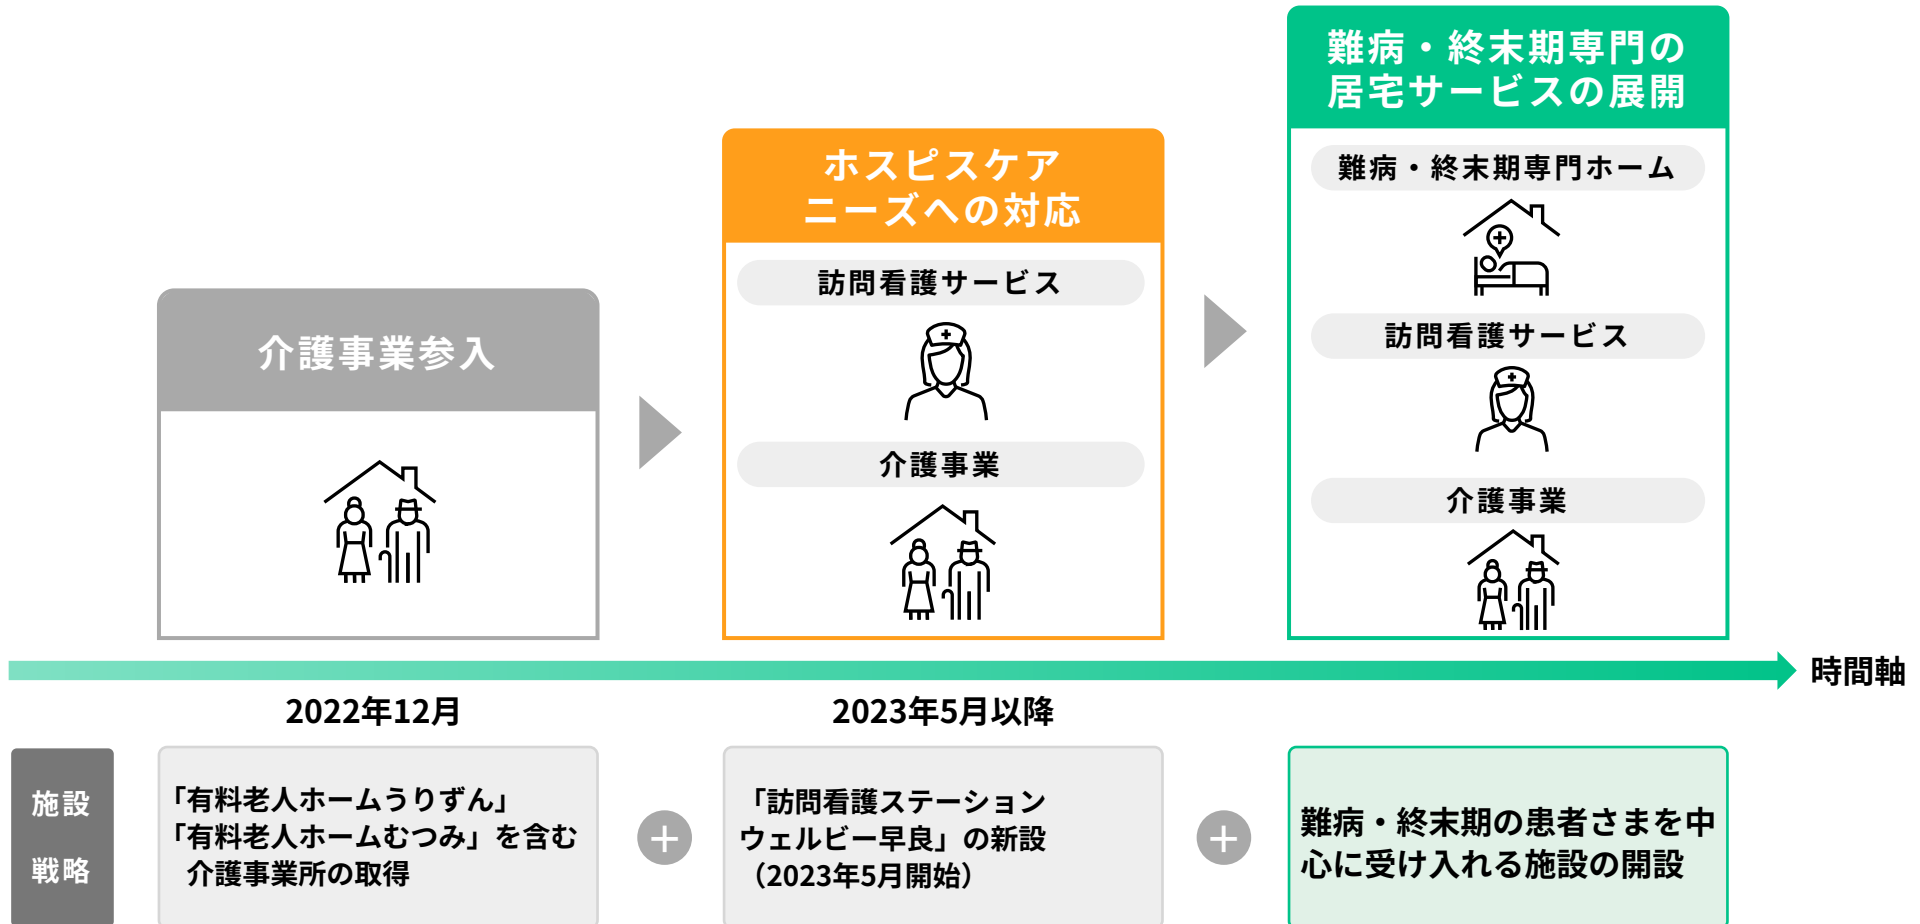 介護事業参入
ホスピスケア
ニーズへの対応
訪問看護サービス
介護事業
難病・終末期専門の
居宅サービスの展開
難病・終末期専門ホーム
訪問看護サービス
介護事業
時間軸
2022年12月
2023年5月以降
施設
戦略
「有料老人ホームうりずん」
「有料老人ホームむつみ」を含む
介護事業所の取得
+
「訪問看護ステーション
ウェルビー早良」の新設
（2023年5月開始）
+
難病・終末期の患者さまを中
心に受け入れる施設の開設